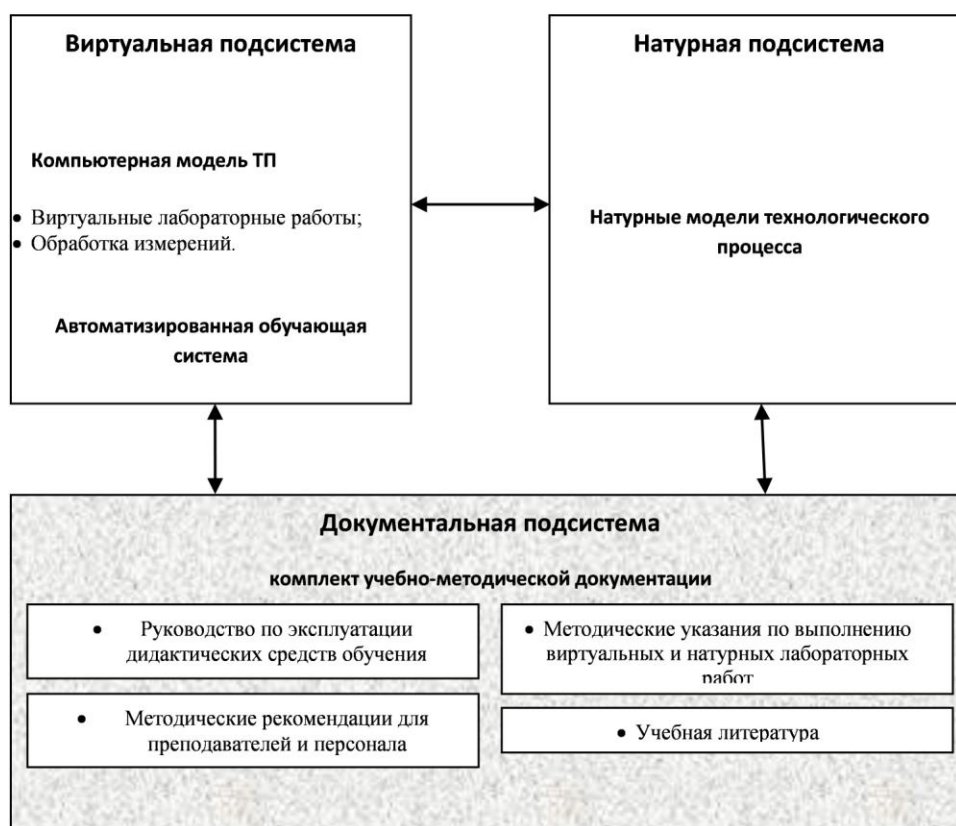 Виртуальная подсистема
Компьютерная модель ТП
• Виртуальные лабораторные работы;
• Обработка измерений.
Автоматизированная обучающая
система
Натурная подсистема
Натурные модели технологического
процесса
Документальная подсистема
комплект учебно-методической документации
• Руководство по эксплуатации
дидактических средств обучения
• Методические указания по выполнению
виртуальных и натурных лабораторных
работ
• Методические рекомендации для
преподавателей и персонала
• Учебная литература